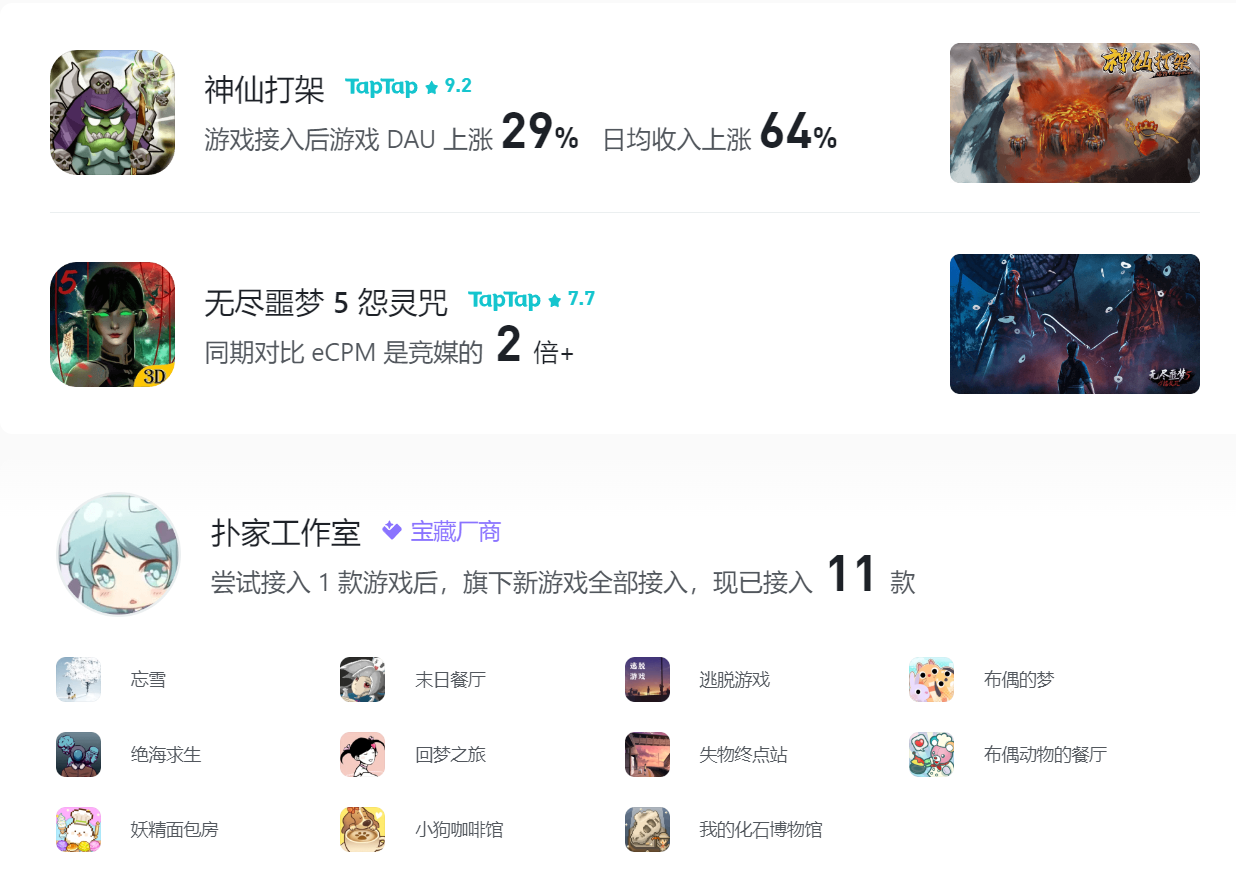 神仙打架 TapTap 9.2
游戏接入后游戏 DAU 上涨 29% 日均收入上涨 64%
神仙打架
无尽噩梦 5 怨灵咒 TapTap 7.7
同期对比 eCPM 是竞媒的 2 倍+
5
3D
无尽噩梦5
扑家工作室 宝藏厂商
尝试接入 1 款游戏后，旗下新游戏全部接入，现已接入 11 款
忘雪 末日餐厅 逃脱游戏 逃脱游戏 布偶的梦
绝海求生 回梦之旅 失物终点站 布偶动物的餐厅
妖精面包房 小狗咖啡馆 我的化石博物馆